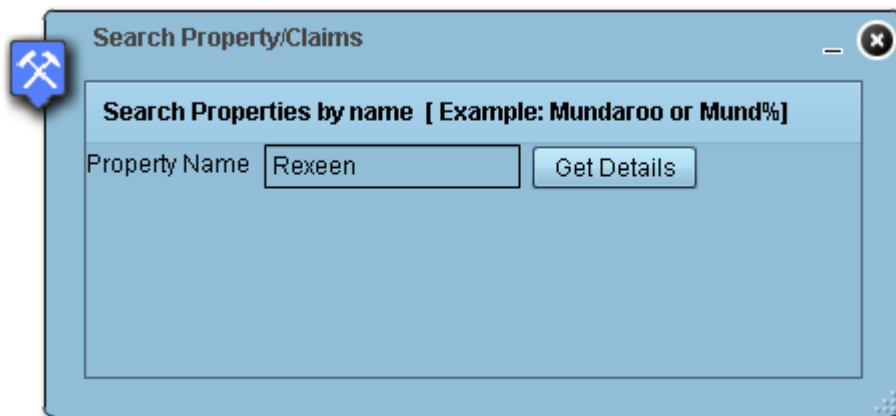 Search Property/Claims
Search Properties by name [ Example: Mundaroo or Mund%]
Property Name Rexeen Get Details